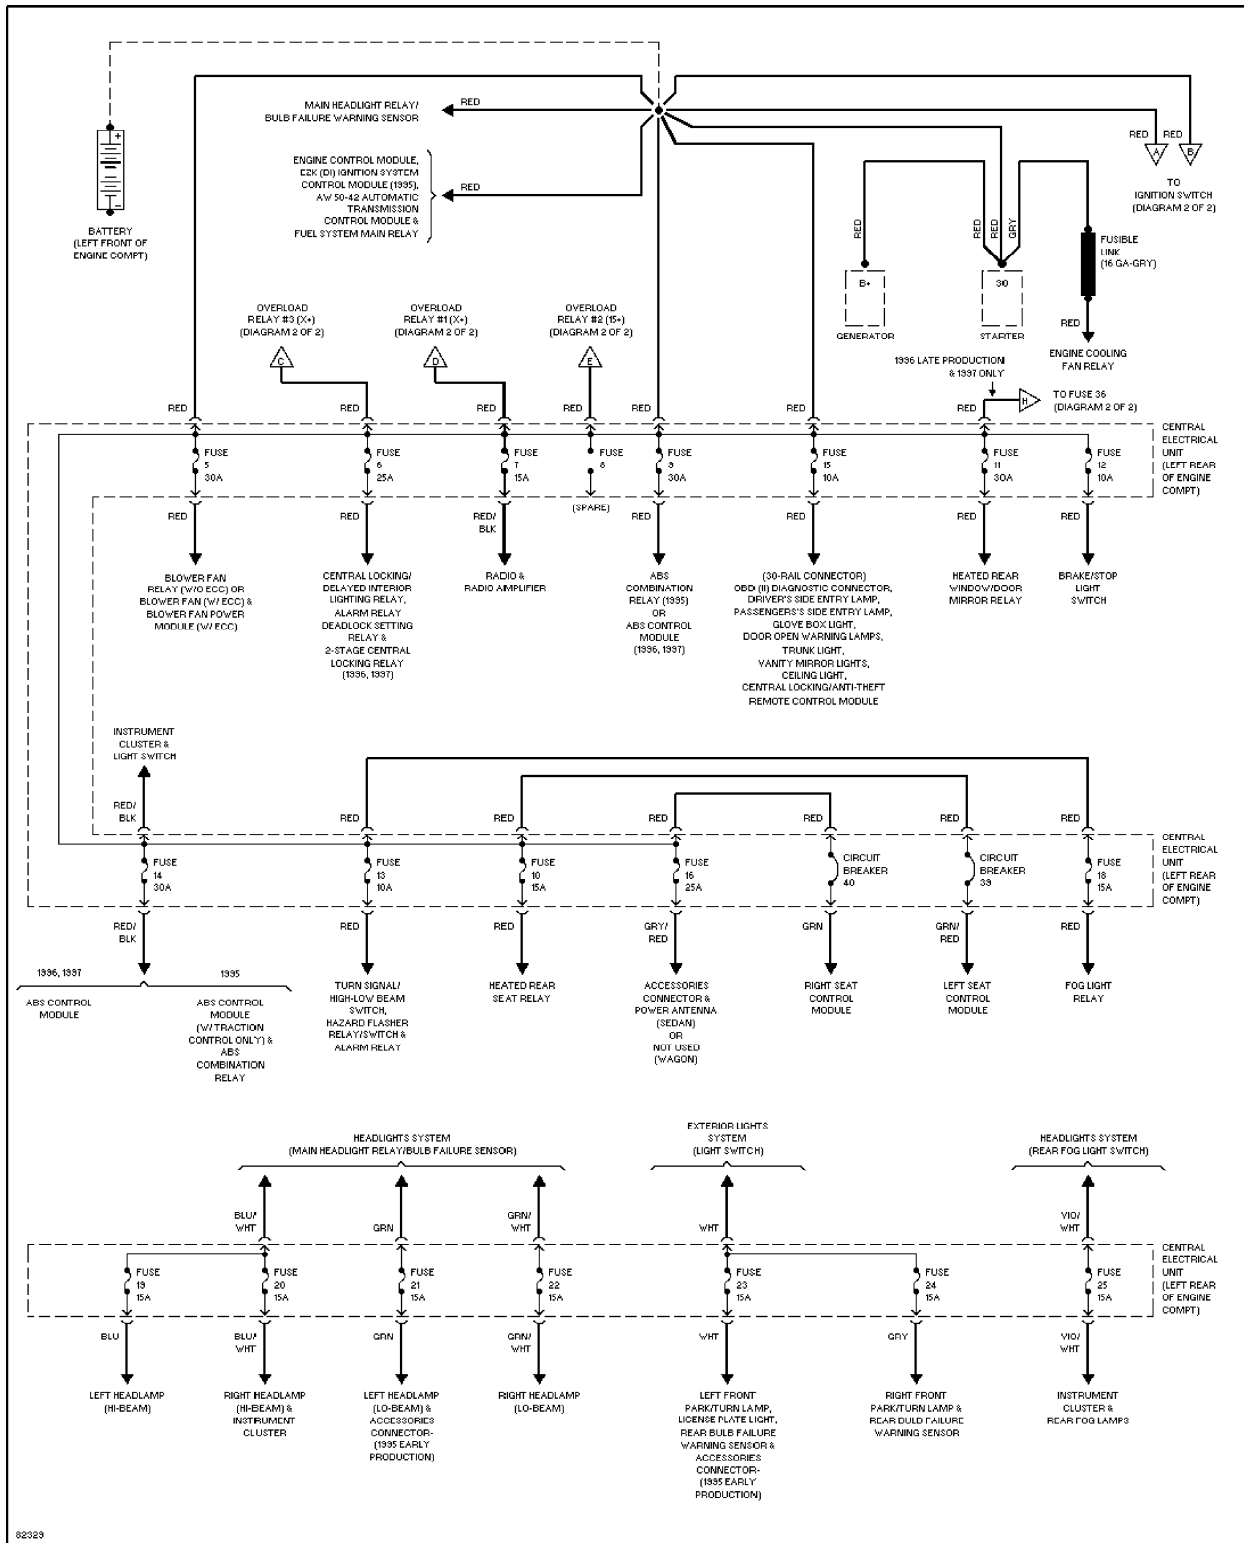 MAIN HEADLIGHT RELAY/
BULB FAILURE WARNING SENSOR
RED
RED
RED
A
B
TO
IGNITION SWITCH
(DIAGRAM 2 OF 2)
+
−
BATTERY
(LEFT FRONT OF
ENGINE COMPT)
ENGINE CONTROL MODULE,
EZK (DI) IGNITION SYSTEM
CONTROL MODULE (1995),
AW 50-42 AUTOMATIC
TRANSMISSION
CONTROL MODULE &
FUEL SYSTEM MAIN RELAY
RED
RED
RED
RED
GRY
FUSIBLE
LINK
(16 GA-GRY)
B+
GENERATOR
30
STARTER
RED
ENGINE COOLING
FAN RELAY
OVERLOAD
RELAY #3 (X+)
(DIAGRAM 2 OF 2)
C
OVERLOAD
RELAY #1 (X+)
(DIAGRAM 2 OF 2)
D
OVERLOAD
RELAY #2 (15+)
(DIAGRAM 2 OF 2)
E
1996 LATE PRODUCTION
& 1997 ONLY
H
TO FUSE 36
(DIAGRAM 2 OF 2)
RED
RED
RED
RED
RED
RED
CENTRAL
ELECTRICAL
UNIT
(LEFT REAR
OF ENGINE
COMPT)
FUSE
5
30A
FUSE
6
25A
FUSE
7
15A
FUSE
8
FUSE
9
30A
FUSE
15
10A
FUSE
11
30A
FUSE
12
10A
RED
RED
RED/
BLK
(SPARE)
RED
RED
RED
RED
BLOWER FAN
RELAY (W/O ECC) OR
BLOWER FAN (W/ ECC) &
BLOWER FAN POWER
MODULE (W/ ECC)
CENTRAL LOCKING/
DELAYED INTERIOR
LIGHTING RELAY,
ALARM RELAY
DEADLOCK SETTING
RELAY &
2-STAGE CENTRAL
LOCKING RELAY
(1996, 1997)
RADIO &
RADIO AMPLIFIER
ABS
COMBINATION
RELAY (1995)
OR
ABS CONTROL
MODULE
(1996, 1997)
(30-RAIL CONNECTOR)
OBD (II) DIAGNOSTIC CONNECTOR,
DRIVER'S SIDE ENTRY LAMP,
PASSENGERS'S SIDE ENTRY LAMP,
GLOVE BOX LIGHT,
DOOR OPEN WARNING LAMPS,
TRUNK LIGHT,
VANITY MIRROR LIGHTS,
CEILING LIGHT,
CENTRAL LOCKING/ANTI-THEFT
REMOTE CONTROL MODULE
HEATED REAR
WINDOW/DOOR
MIRROR RELAY
BRAKE/STOP
LIGHT
SWITCH
INSTRUMENT
CLUSTER &
LIGHT SWITCH
RED/
BLK
RED
RED
RED
RED
RED
RED
CENTRAL
ELECTRICAL
UNIT
(LEFT REAR
OF ENGINE
COMPT)
FUSE
14
30A
FUSE
13
10A
FUSE
10
15A
FUSE
16
25A
CIRCUIT
BREAKER
40
CIRCUIT
BREAKER
39
FUSE
18
15A
RED/
BLK
RED
RED
GRY/
RED
GRN
GRN/
RED
RED
1996, 1997
ABS CONTROL
MODULE
1995
ABS CONTROL
MODULE
(W/ TRACTION
CONTROL ONLY) &
ABS
COMBINATION
RELAY
TURN SIGNAL/
HIGH-LOW BEAM
SWITCH,
HAZARD FLASHER
RELAY/SWITCH &
ALARM RELAY
HEATED REAR
SEAT RELAY
ACCESSORIES
CONNECTOR &
POWER ANTENNA
(SEDAN)
OR
NOT USED
(WAGON)
RIGHT SEAT
CONTROL
MODULE
LEFT SEAT
CONTROL
MODULE
FOG LIGHT
RELAY
HEADLIGHTS SYSTEM
(MAIN HEADLIGHT RELAY/BULB FAILURE SENSOR)
EXTERIOR LIGHTS
SYSTEM
(LIGHT SWITCH)
HEADLIGHTS SYSTEM
(REAR FOG LIGHT SWITCH)
BLU/
WHT
GRN
GRN/
WHT
WHT
VIO/
WHT
CENTRAL
ELECTRICAL
UNIT
(LEFT REAR
OF ENGINE
COMPT)
FUSE
19
15A
FUSE
20
15A
FUSE
21
15A
FUSE
22
15A
FUSE
23
15A
FUSE
24
15A
FUSE
25
15A
BLU
BLU/
WHT
GRN
GRN/
WHT
WHT
GRY
VIO/
WHT
LEFT HEADLAMP
(HI-BEAM)
RIGHT HEADLAMP
(HI-BEAM) &
INSTRUMENT
CLUSTER
LEFT HEADLAMP
(LO-BEAM) &
ACCESSORIES
CONNECTOR-
(1995 EARLY
PRODUCTION)
RIGHT HEADLAMP
(LO-BEAM)
LEFT FRONT
PARK/TURN LAMP,
LICENSE PLATE LIGHT,
REAR BULB FAILURE
WARNING SENSOR &
ACCESSORIES
CONNECTOR-
(1995 EARLY
PRODUCTION)
RIGHT FRONT
PARK/TURN LAMP &
REAR DULD FAILURE
WARNING SENSOR
INSTRUMENT
CLUSTER &
REAR FOG LAMPS
82329